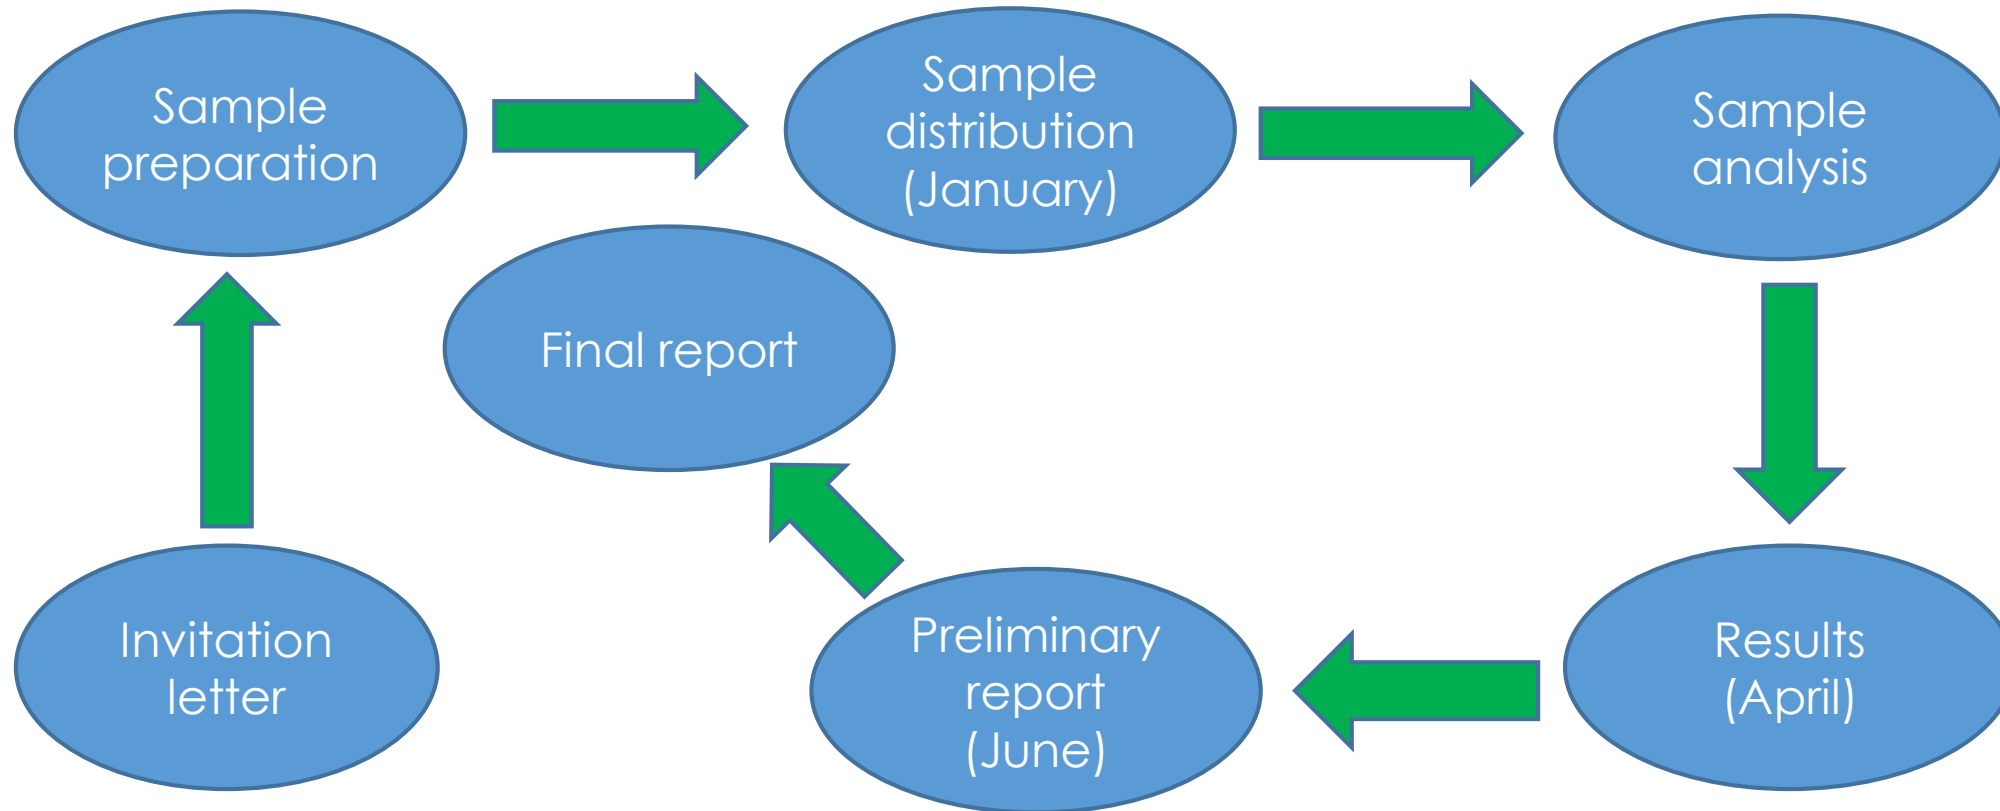 Sample
preparation
Sample
distribution
(January)
Sample
analysis
Final report
Invitation
letter
Preliminary
report
(June)
Results
(April)